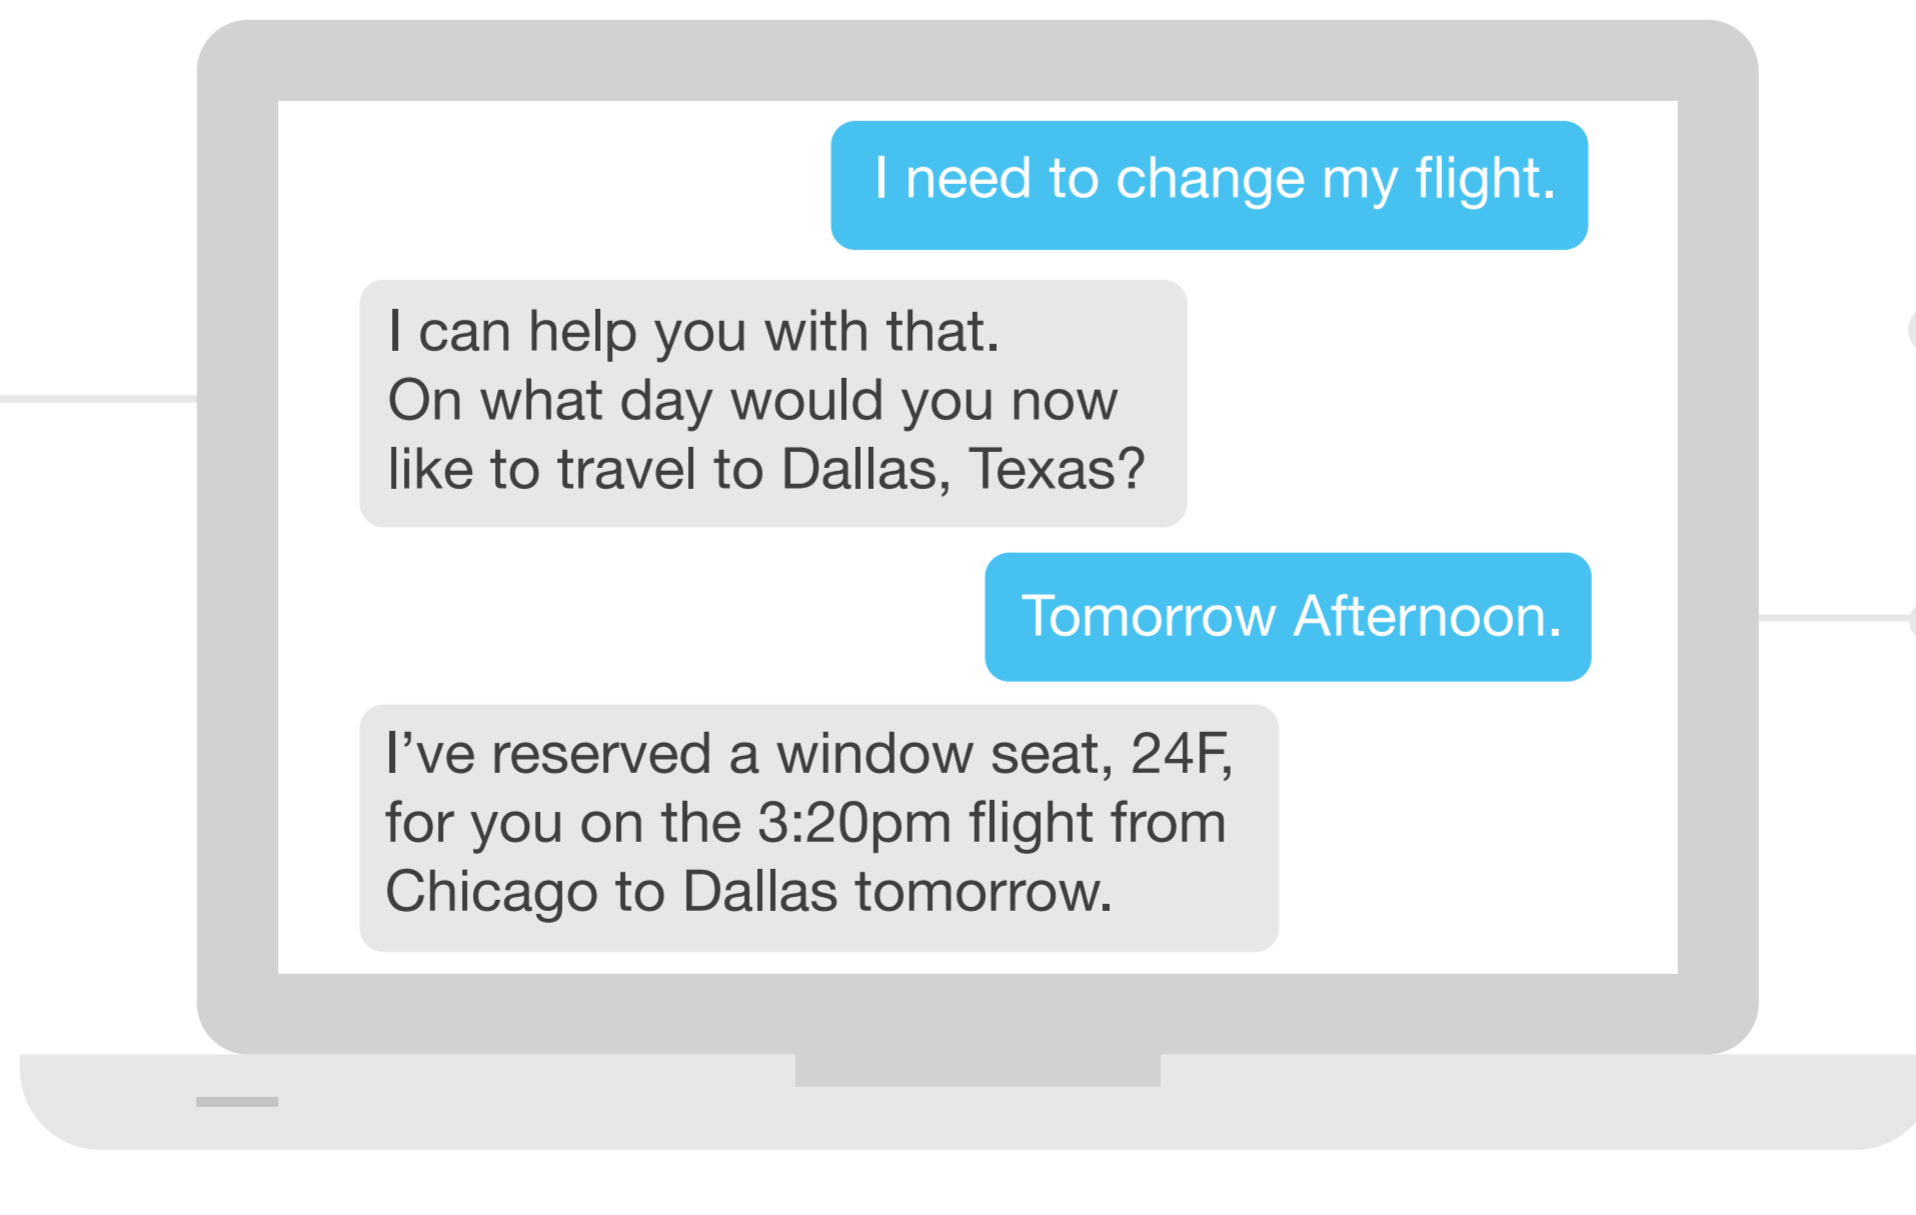 I need to change my flight.
I can help you with that.
On what day would you now
like to travel to Dallas, Texas?
Tomorrow Afternoon.
I’ve reserved a window seat, 24F,
for you on the 3:20pm flight from
Chicago to Dallas tomorrow.